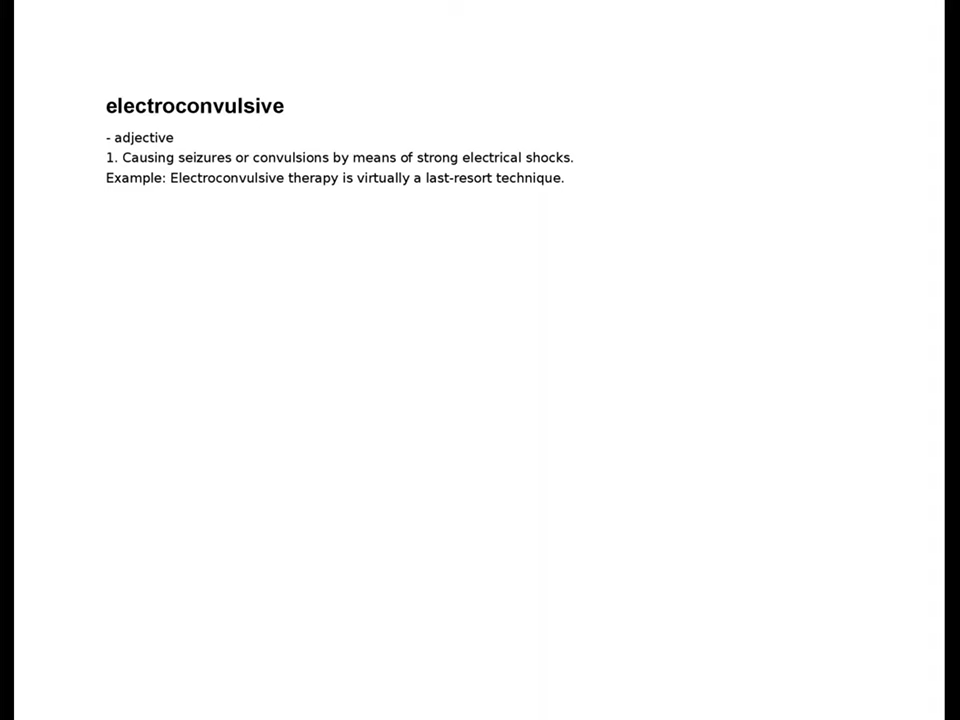 electroconvulsive
- adjective
1. Causing seizures or convulsions by means of strong electrical shocks.
Example: Electroconvulsive therapy is virtually a last-resort technique.